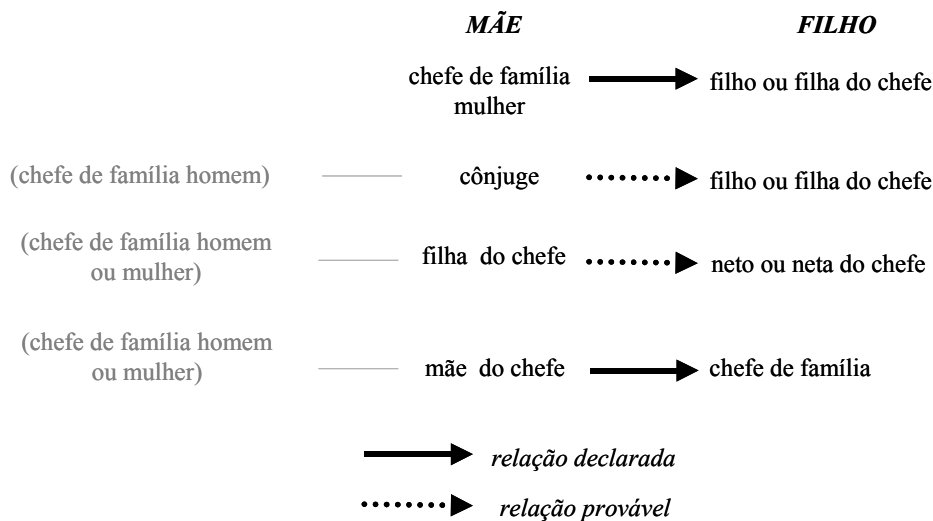 MÃE FILHO
chefe de família
mulher
filho ou filha do chefe
(chefe de família homem) cônjuge filho ou filha do chefe
(chefe de família homem
ou mulher)
filha do chefe neto ou neta do chefe
(chefe de família homem
ou mulher)
mãe do chefe chefe de família
relação declarada
relação provável